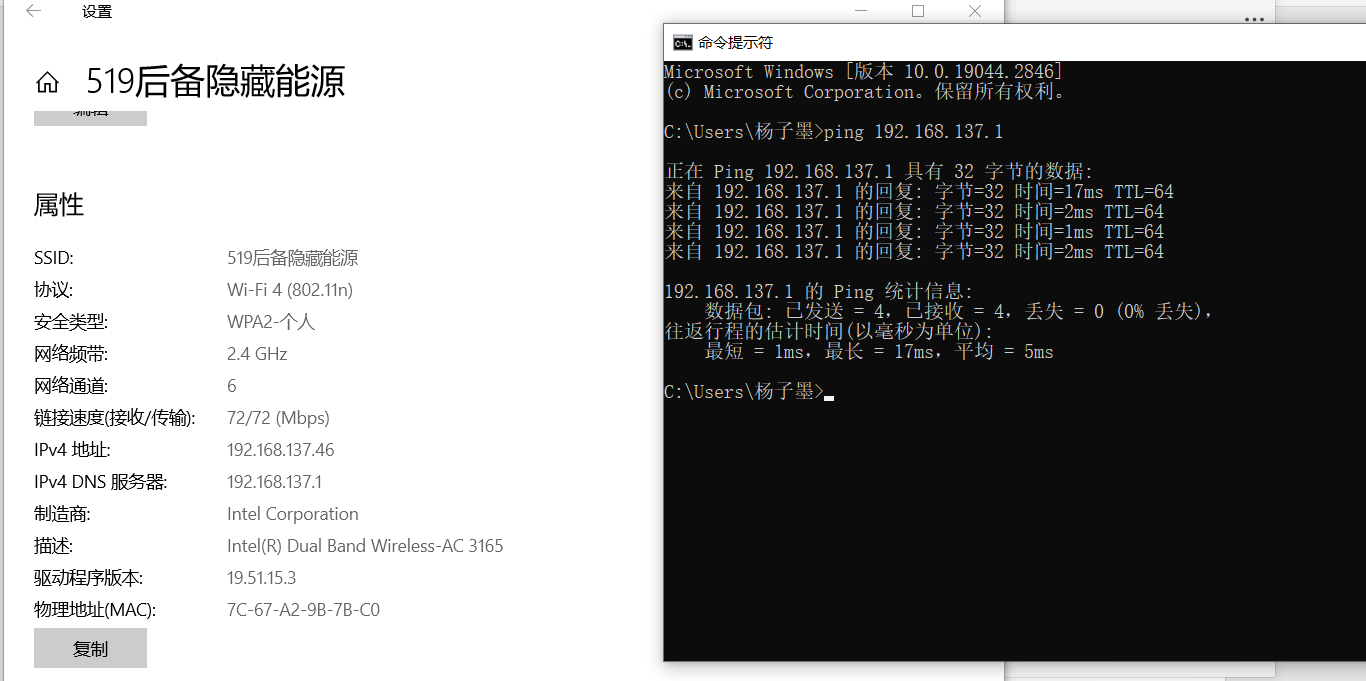 设置
519后备隐藏能源
编辑
属性
SSID: 519后备隐藏能源
协议: Wi-Fi 4 (802.11n)
安全类型: WPA2-个人
网络频带: 2.4 GHz
网络通道: 6
链接速度(接收/传输): 72/72 (Mbps)
IPv4 地址: 192.168.137.46
IPv4 DNS 服务器: 192.168.137.1
制造商: Intel Corporation
描述: Intel(R) Dual Band Wireless-AC 3165
驱动程序版本: 19.51.15.3
物理地址(MAC): 7C-67-A2-9B-7B-C0
复制
命令提示符
Microsoft Windows [版本 10.0.19044.2846]
(c) Microsoft Corporation。保留所有权利。
C:\Users\杨子墨>ping 192.168.137.1
正在 Ping 192.168.137.1 具有 32 字节的数据:
来自 192.168.137.1 的回复: 字节=32 时间=17ms TTL=64
来自 192.168.137.1 的回复: 字节=32 时间=2ms TTL=64
来自 192.168.137.1 的回复: 字节=32 时间=1ms TTL=64
来自 192.168.137.1 的回复: 字节=32 时间=2ms TTL=64
192.168.137.1 的 Ping 统计信息:
数据包: 已发送 = 4，已接收 = 4，丢失 = 0 (0% 丢失)，
往返行程的估计时间(以毫秒为单位):
最短 = 1ms，最长 = 17ms，平均 = 5ms
C:\Users\杨子墨>